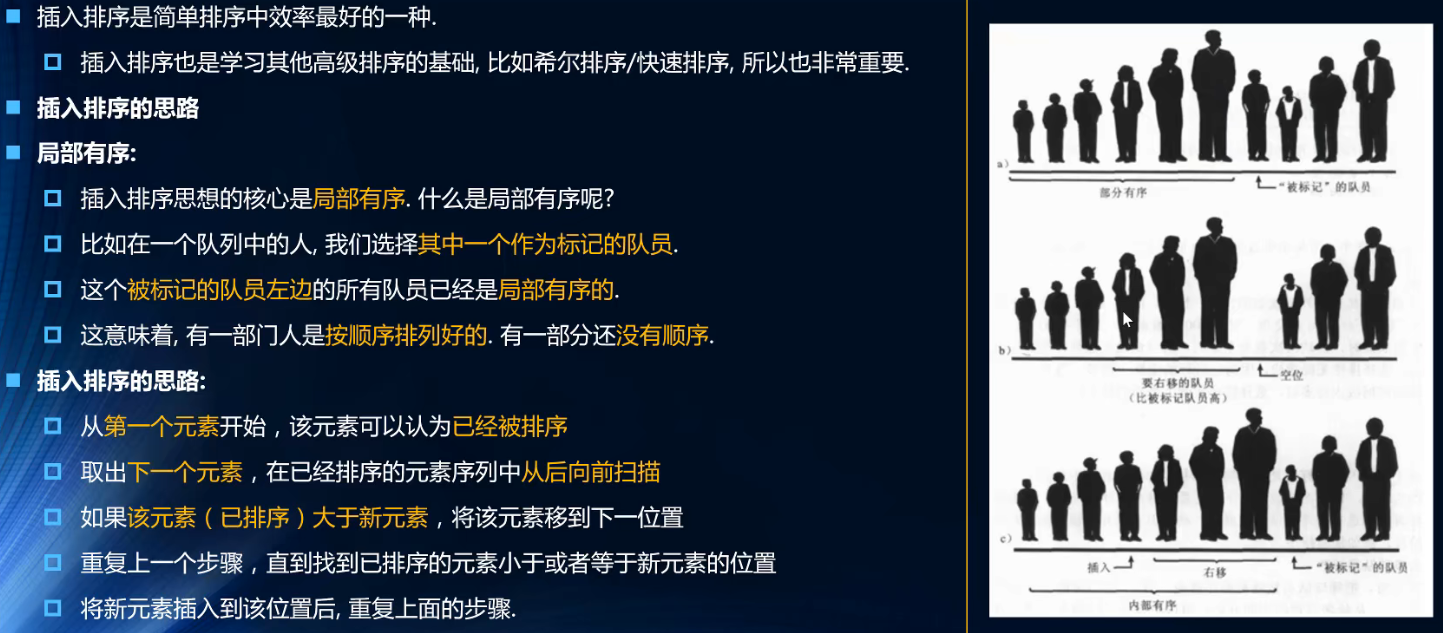 插入排序是简单排序中效率最好的一种.
插入排序也是学习其他高级排序的基础, 比如希尔排序/快速排序, 所以也非常重要.
插入排序的思路
局部有序:
插入排序思想的核心是局部有序. 什么是局部有序呢?
比如在一个队列中的人, 我们选择其中一个作为标记的队员.
这个被标记的队员左边的所有队员已经是局部有序的.
这意味着, 有一部门人是按顺序排列好的. 有一部分还没有顺序.
插入排序的思路:
从第一个元素开始，该元素可以认为已经被排序
取出下一个元素，在已经排序的元素序列中从后向前扫描
如果该元素（已排序）大于新元素，将该元素移到下一位置
重复上一个步骤，直到找到已排序的元素小于或者等于新元素的位置
将新元素插入到该位置后, 重复上面的步骤.
a）
部分有序
“被标记”的队员
b）
要右移的队员
（比被标记队员高）
空位
c）
插入
右移
“被标记”的队员
内部有序